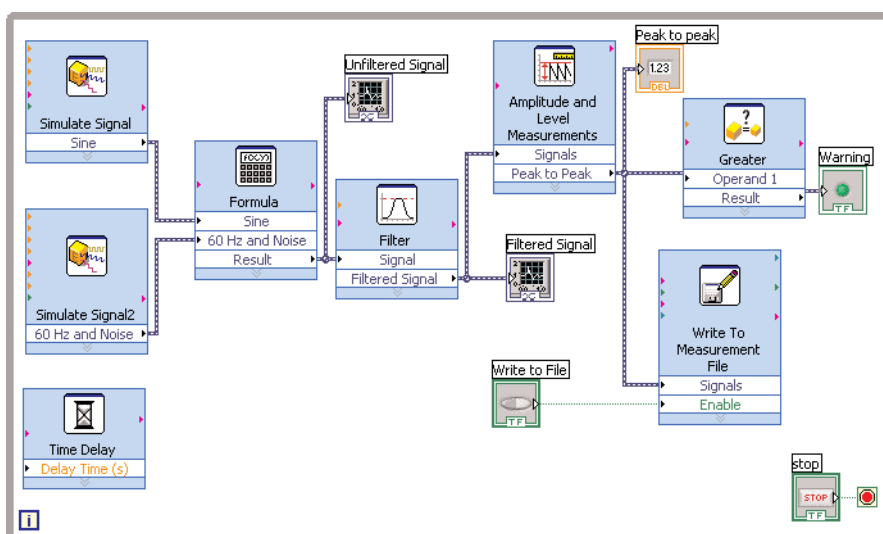 Simulate Signal
Sine
Simulate Signal2
60 Hz and Noise
Time Delay
Delay Time (s)
i
F(X,Y)
Formula
Sine
60 Hz and Noise
Result
Unfiltered Signal
Filter
Signal
Filtered Signal
Filtered Signal
Amplitude and
Level
Measurements
Signals
Peak to Peak
Peak to peak
1.23
DBL
?
Greater
Operand 1
Result
Warning
TF
Write To
Measurement
File
Signals
Enable
Write to File
TF
stop
STOP
TF